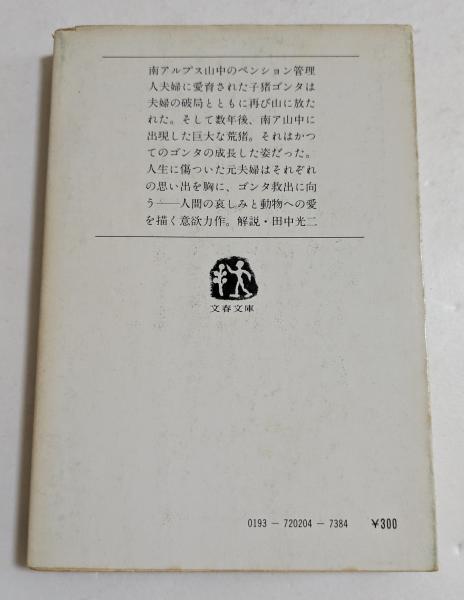 南アルプス山中のペンション管理
人夫婦に愛育された子猪ゴンタは
夫婦の破局とともに再び山に放た
れた。そして数年後、南ア山中に
出現した巨大な荒猪。それはかつ
てのゴンタの成長した姿だった。
人生に傷ついた元夫婦はそれぞれ
の思い出を胸に、ゴンタ救出に向
う——人間の哀しみと動物への愛
を描く意欲力作。解説・田中光二
文春文庫
0193 − 720204 − 7384 ¥300